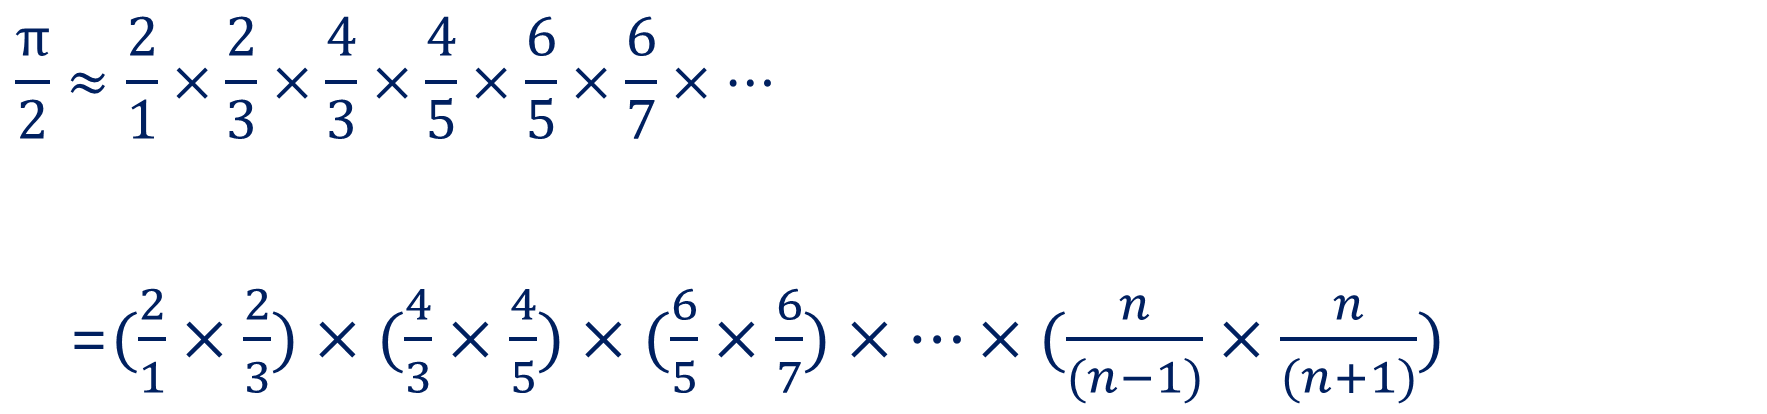 π/2 ≈ 2/1 × 2/3 × 4/3 × 4/5 × 6/5 × 6/7 × ⋯
= (2/1 × 2/3) × (4/3 × 4/5) × (6/5 × 6/7) × ⋯ × (n/(n−1) × n/(n+1))